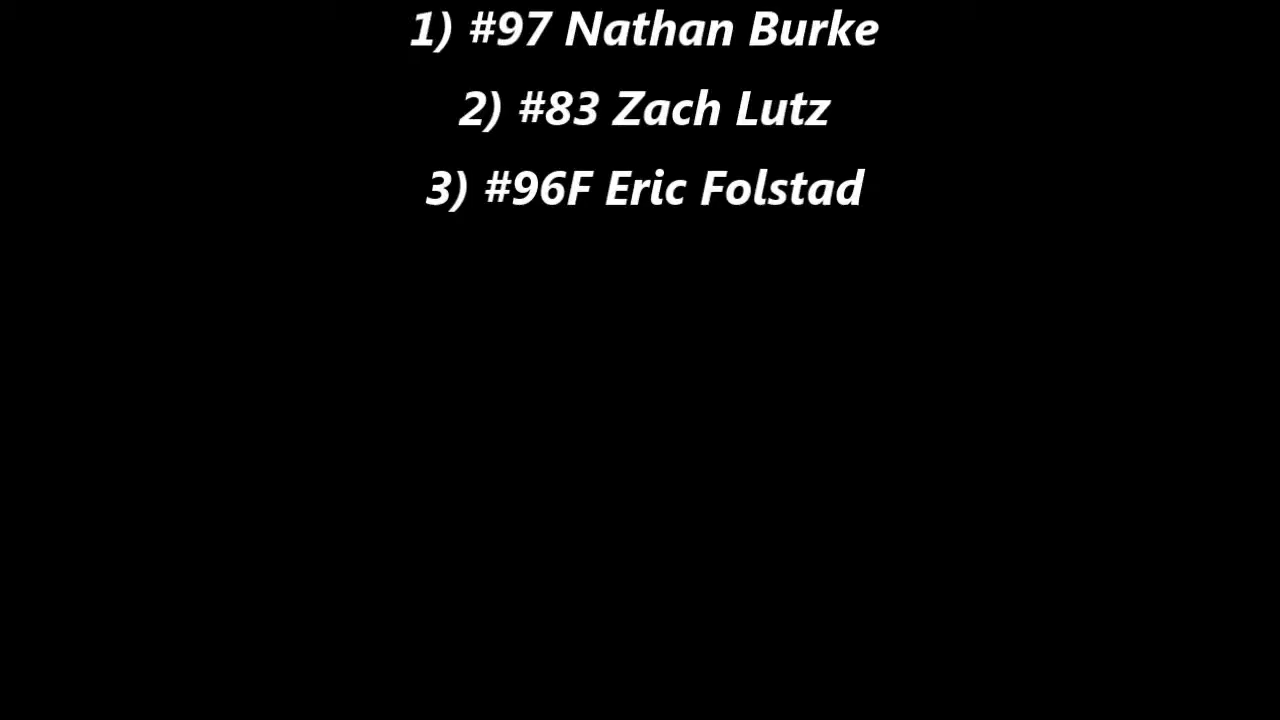 1) #97 Nathan Burke
2) #83 Zach Lutz
3) #96F Eric Folstad